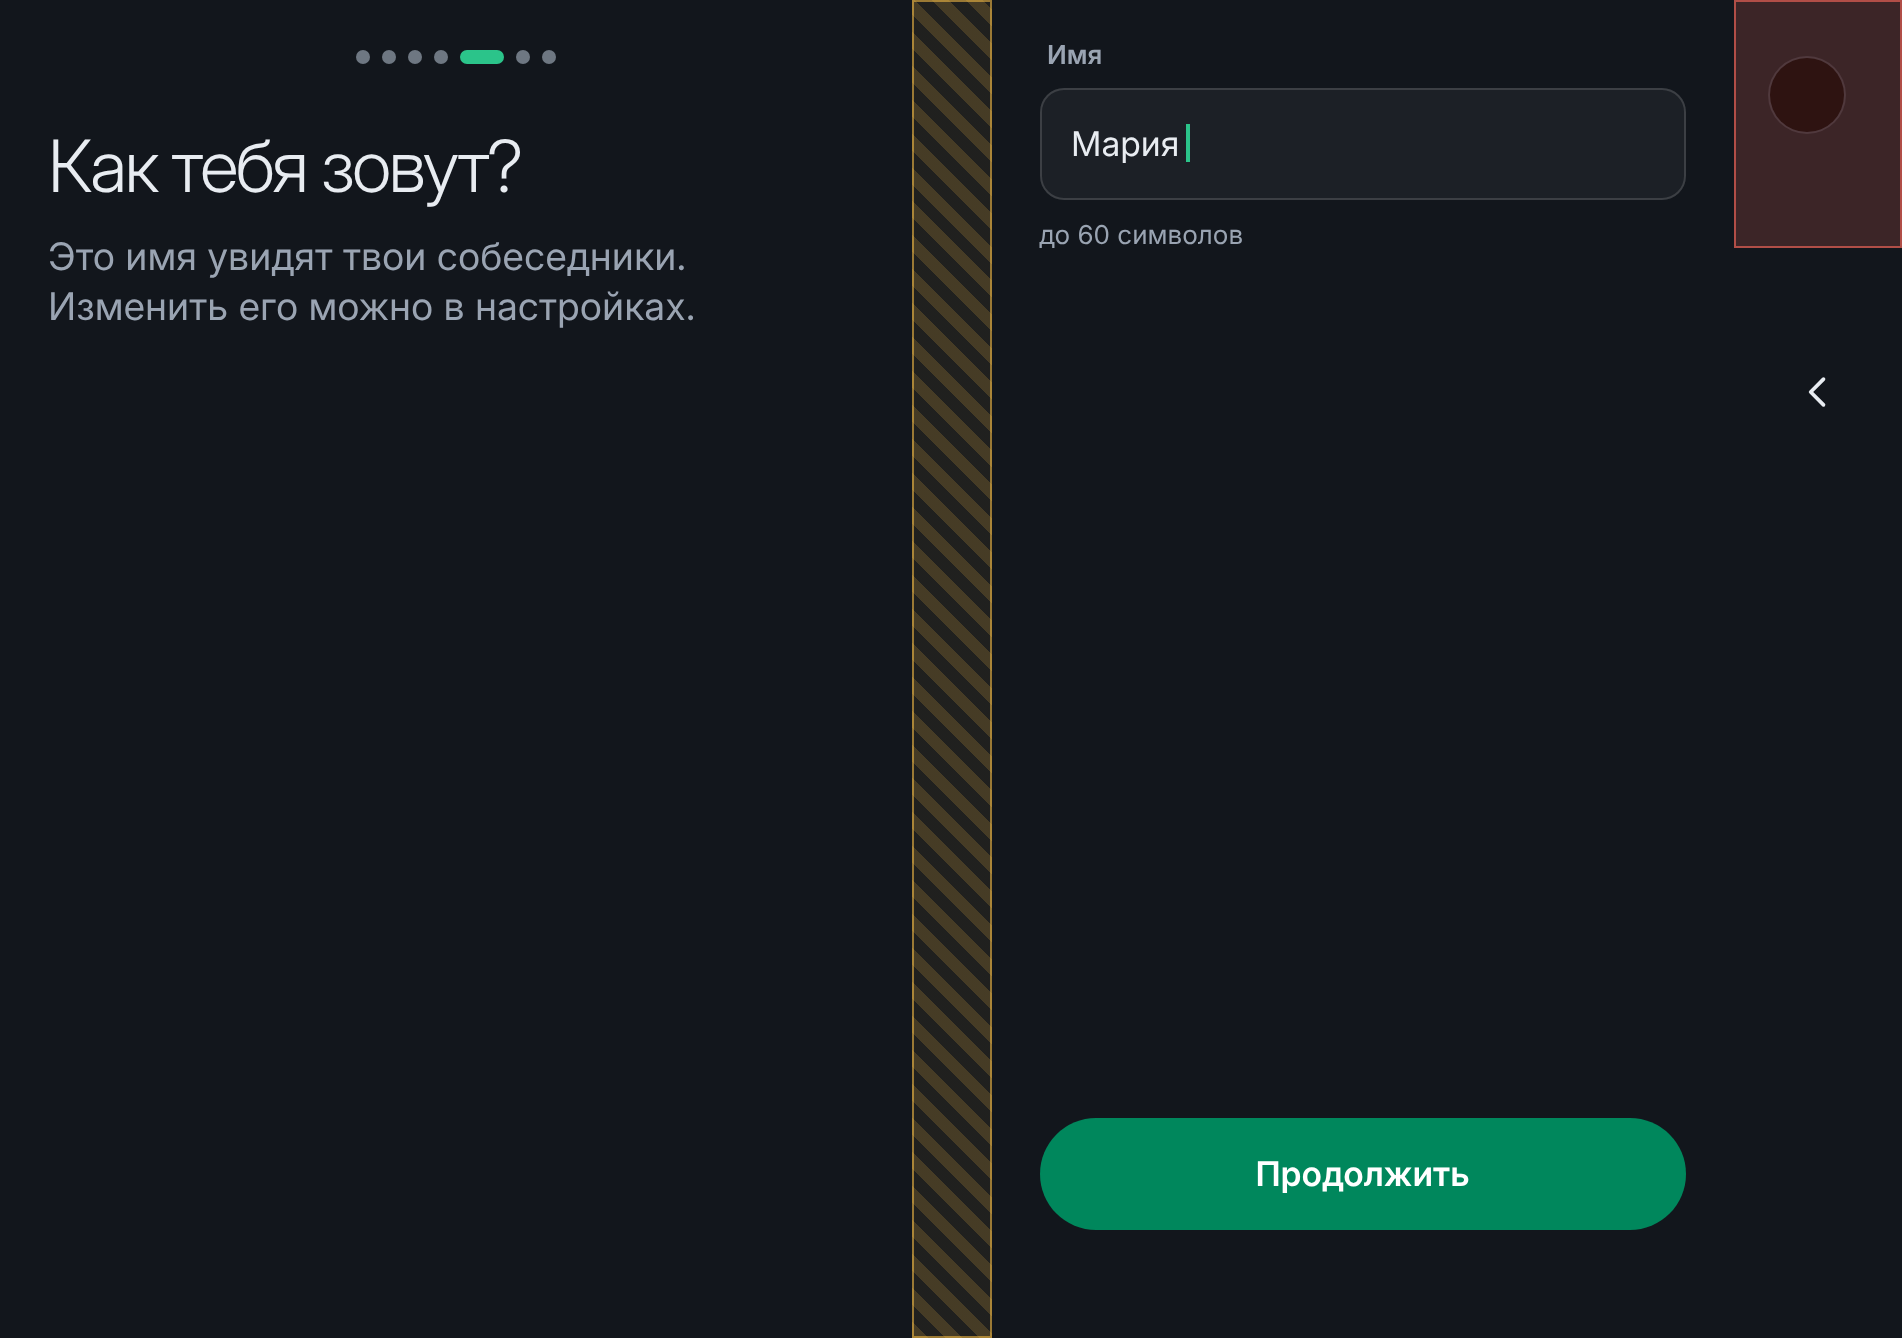 Как тебя зовут?
Это имя увидят твои собеседники.
Изменить его можно в настройках.
Имя
Мария
до 60 символов
Продолжить